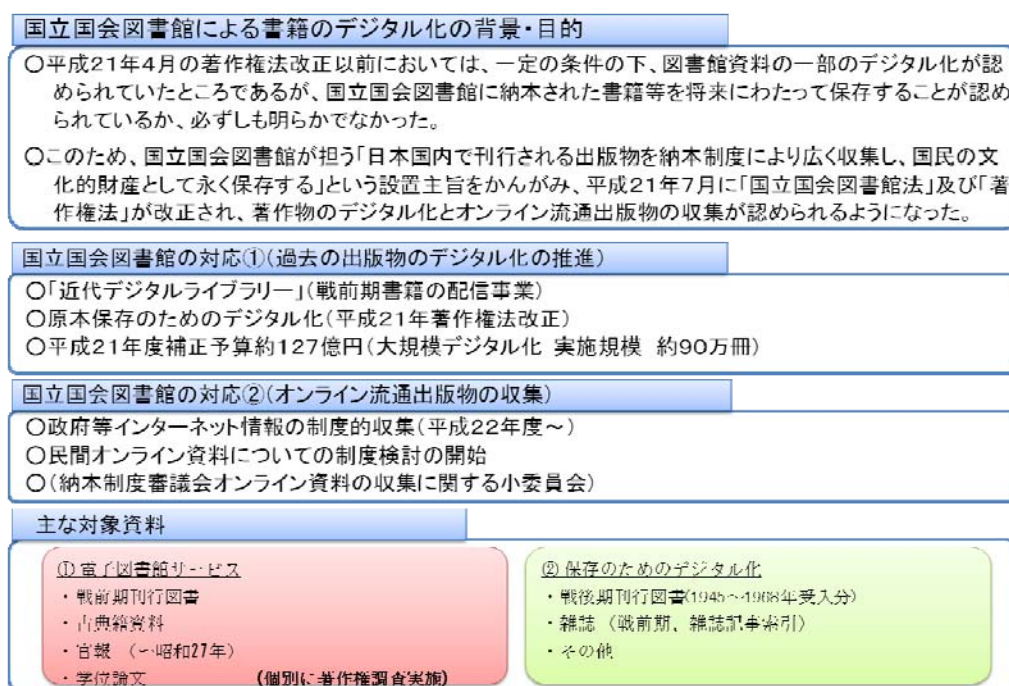 国立国会図書館による書籍のデジタル化の背景・目的
○平成21年4月の著作権法改正以前においては、一定の条件の下、図書館資料の一部のデジタル化が認
められていたところであるが、国立国会図書館に納本された書籍等を将来にわたって保存することが認め
られているか、必ずしも明らかでなかった。
○このため、国立国会図書館が担う「日本国内で刊行される出版物を納本制度により広く収集し、国民の文
化的財産として永く保存する」という設置主旨をかんがみ、平成21年7月に「国立国会図書館法」及び「著
作権法」が改正され、著作物のデジタル化とオンライン流通出版物の収集が認められるようになった。
国立国会図書館の対応①(過去の出版物のデジタル化の推進)
○「近代デジタルライブラリー」(戦前期書籍の配信事業)
○原本保存のためのデジタル化(平成21年著作権法改正)
○平成21年度補正予算約127億円(大規模デジタル化 実施規模 約90万冊)
国立国会図書館の対応②(オンライン流通出版物の収集)
○政府等インターネット情報の制度的収集(平成22年度～)
○民間オンライン資料についての制度検討の開始
○(納本制度審議会オンライン資料の収集に関する小委員会)
主な対象資料
① 電子図書館サービス
・戦前期刊行図書
・古典籍資料
・官報 (～昭和27年)
・学位論文 (個別に著作権調査実施)
② 保存のためのデジタル化
・戦後期刊行図書(1945～1968年受入分)
・雑誌 (戦前期、雑誌記事索引)
・その他